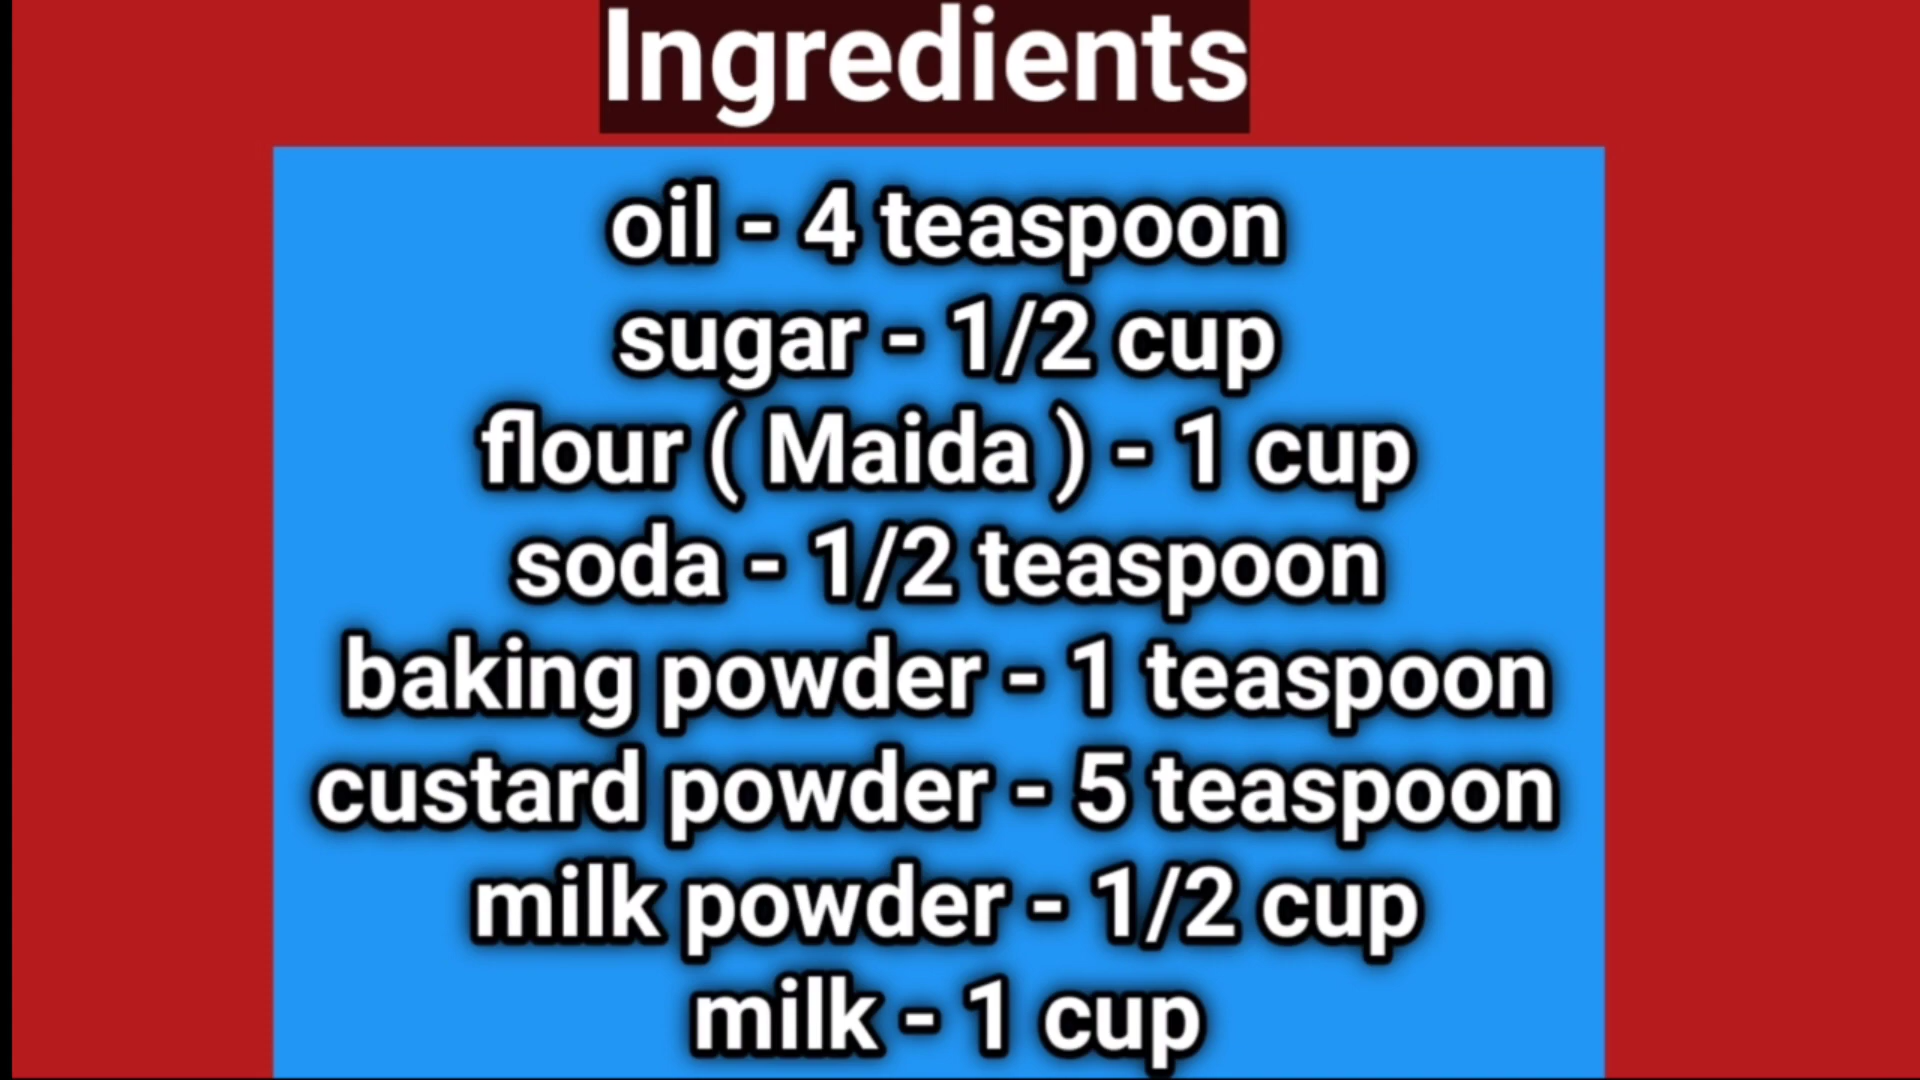 Ingredients
oil - 4 teaspoon
sugar - 1/2 cup
flour ( Maida ) - 1 cup
soda - 1/2 teaspoon
baking powder - 1 teaspoon
custard powder - 5 teaspoon
milk powder - 1/2 cup
milk - 1 cup